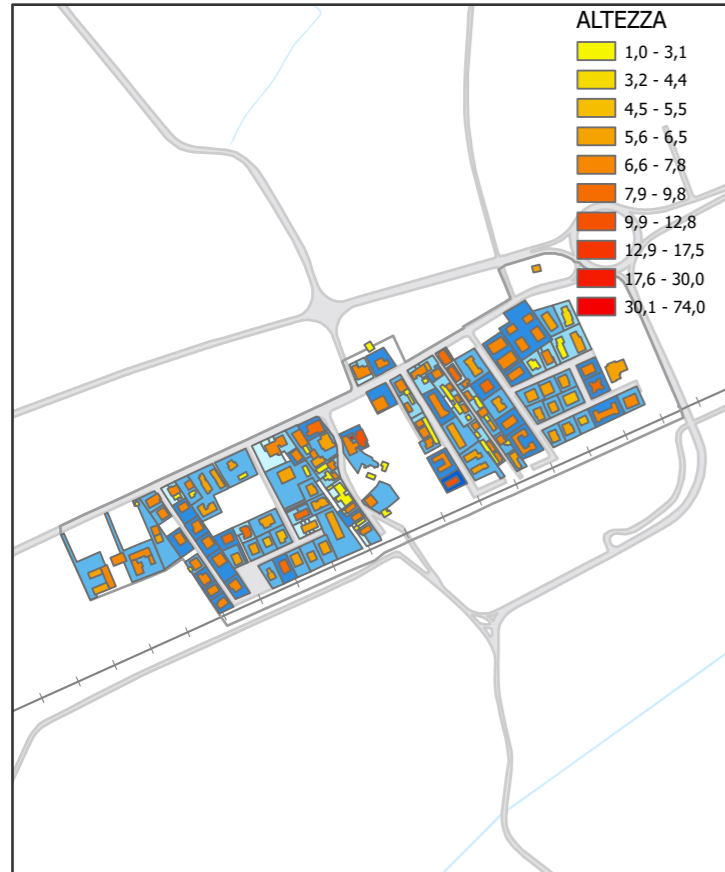 ALTEZZA
1,0 - 3,1
3,2 - 4,4
4,5 - 5,5
5,6 - 6,5
6,6 - 7,8
7,9 - 9,8
9,9 - 12,8
12,9 - 17,5
17,6 - 30,0
30,1 - 74,0